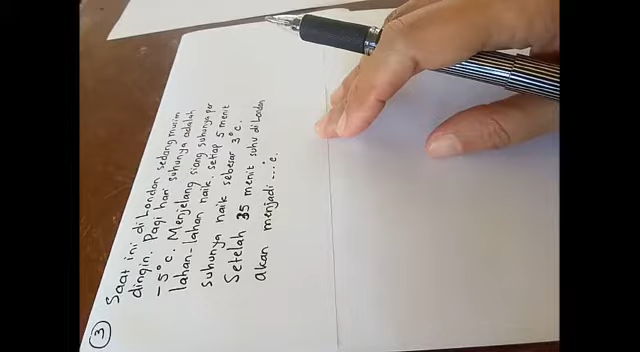 ③ Saat ini di London sedang musim
dingin. Pagi hari suhunya adalah
-5°c. Menjelang siang suhunya per
lahan-lahan naik. setiap 5 menit
suhunya naik sebesar 3°c.
Setelah 35 menit suhu di London
akan menjadi ...c.